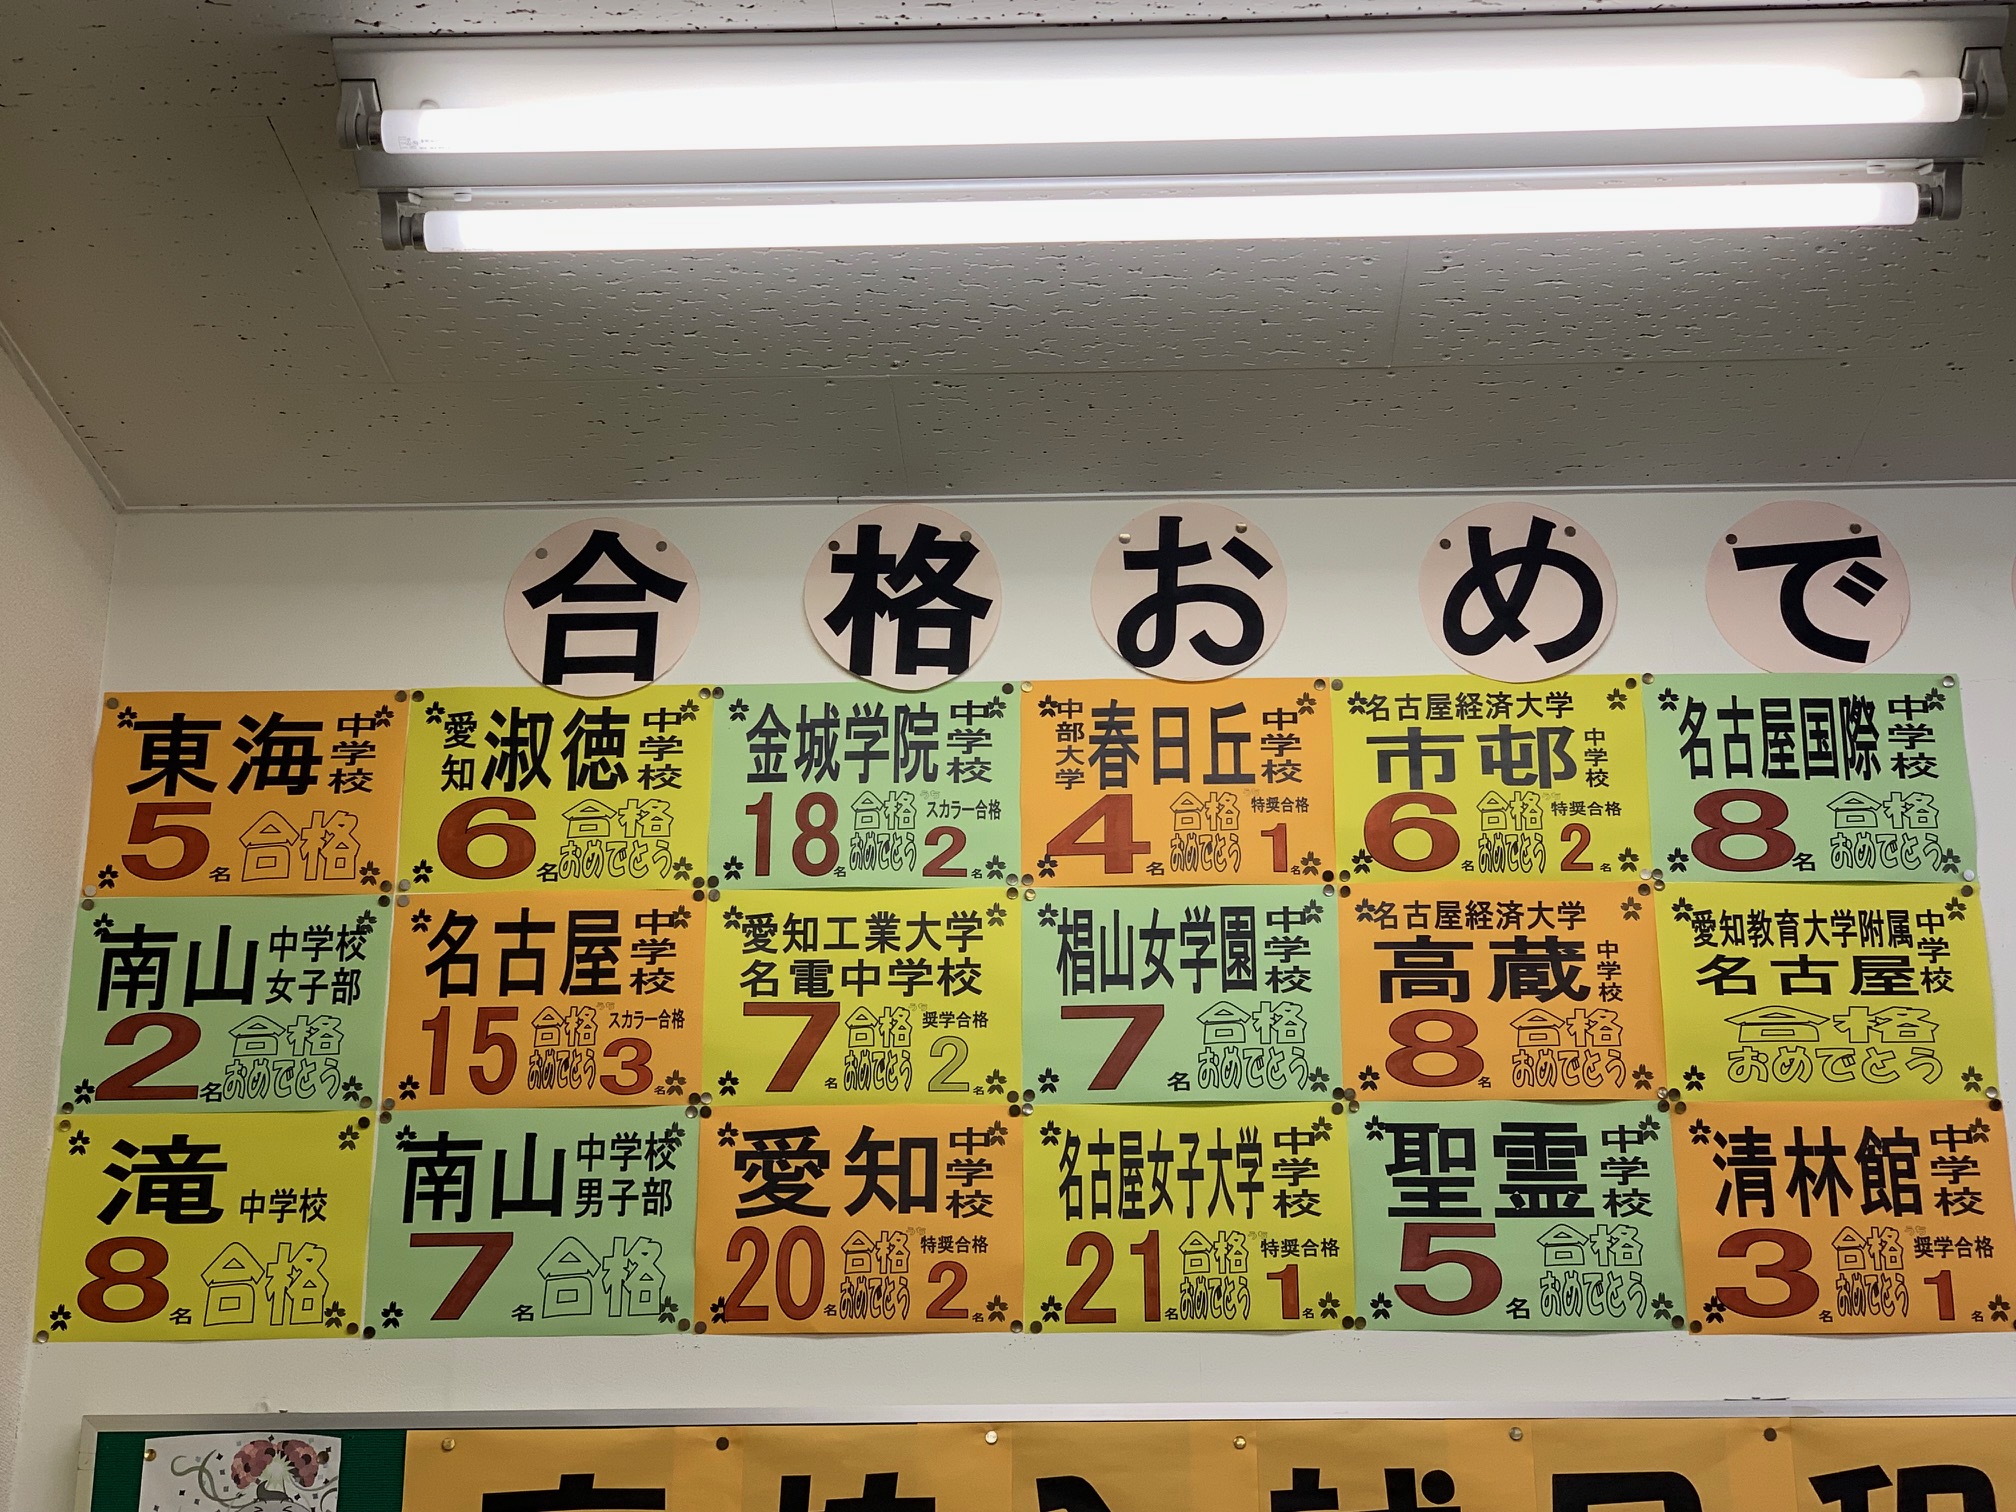 合格おめで
東海中学校
5名 合格
愛知淑徳中学校
6名 合格おめでとう
金城学院中学校
18名 合格おめでとう うちスカラー合格 2名
中部大学春日丘中学校
4名 合格おめでとう うち特奨合格 1名
名古屋経済大学
市邨中学校
6名 合格おめでとう うち特奨合格 2名
名古屋国際中学校
8名 合格おめでとう
南山中学校女子部
2名 合格おめでとう
名古屋中学校
15名 合格おめでとう うちスカラー合格 3名
愛知工業大学
名電中学校
7名 合格おめでとう うち奨学合格 2名
椙山女学園中学校
7名 合格おめでとう
名古屋経済大学
高蔵中学校
8名 合格おめでとう
愛知教育大学附属
名古屋中学校
合格
おめでとう
滝中学校
8名 合格
南山中学校男子部
7名 合格
愛知中学校
20名 合格おめでとう うち特奨合格 2名
名古屋女子大学中学校
21名 合格おめでとう うち特奨合格 1名
聖霊中学校
5名 合格おめでとう
清林館中学校
3名 合格おめでとう うち奨学合格 1名